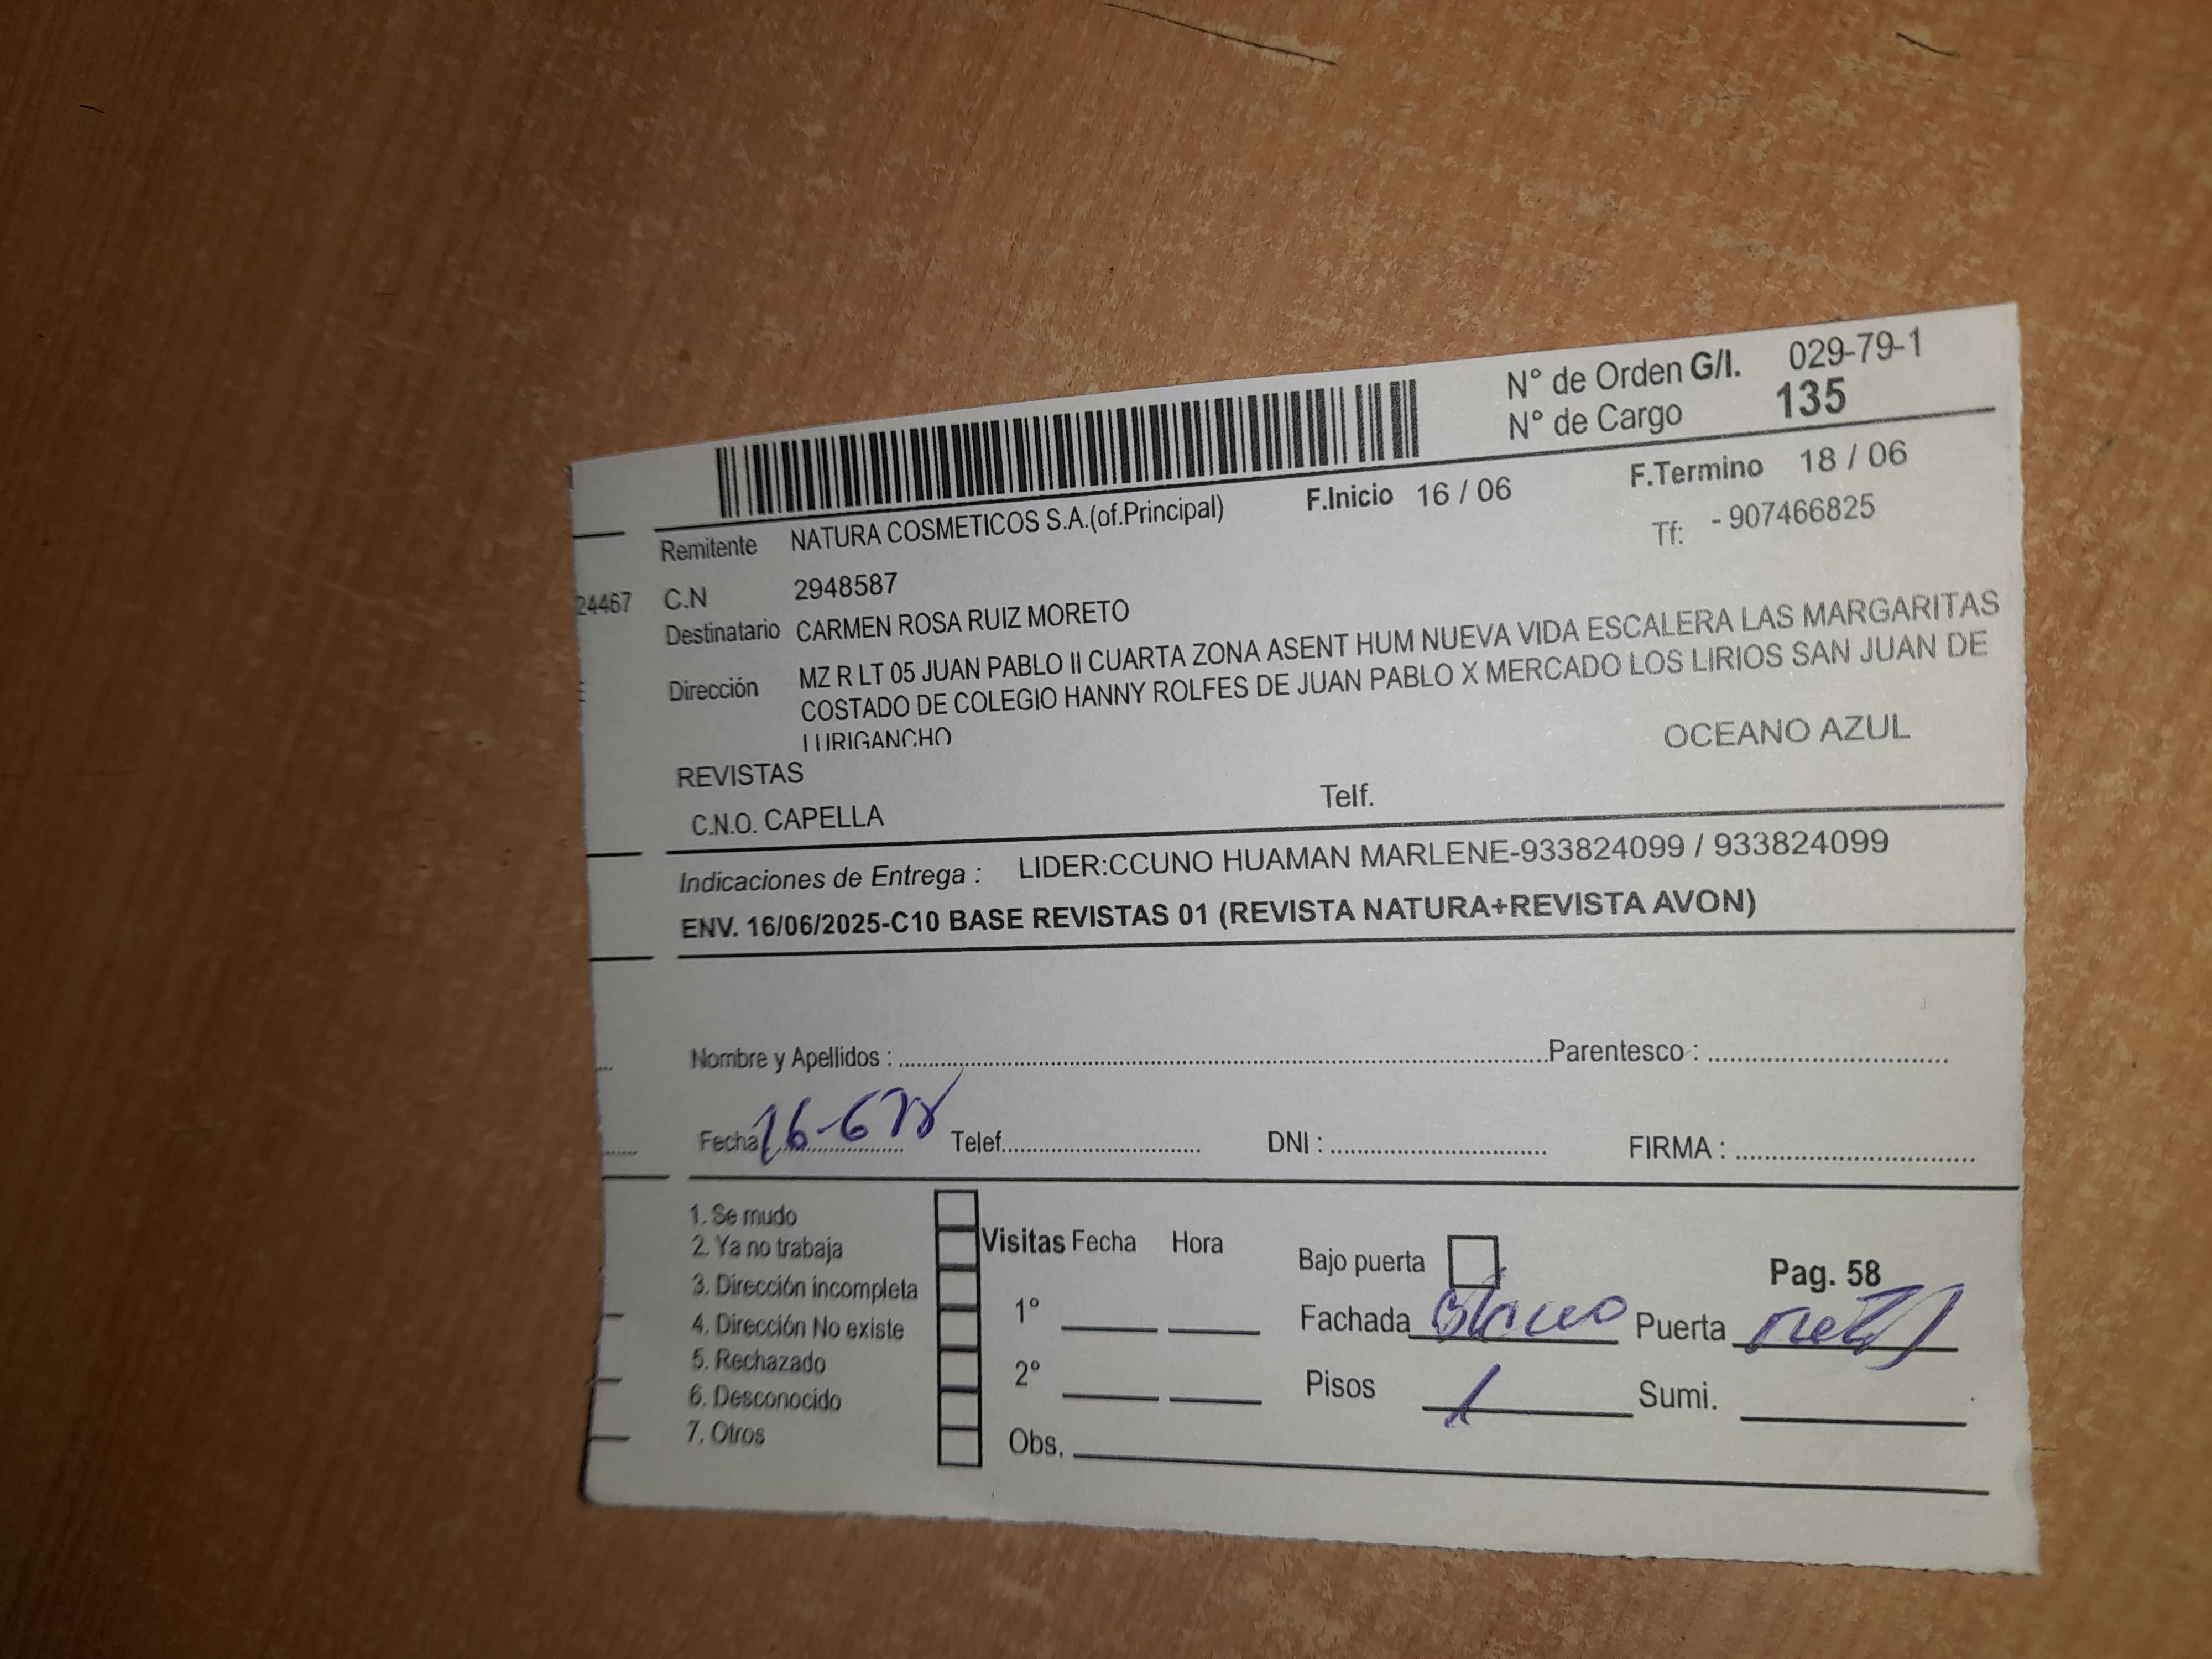 N° de Orden G/I. 029-79-1
N° de Cargo 135
F.Inicio 16 / 06 F.Termino 18 / 06
Remitente NATURA COSMETICOS S.A.(of.Principal) Tf: - 907466825
24467 C.N 2948587
Destinatario CARMEN ROSA RUIZ MORETO
Dirección MZ R LT 05 JUAN PABLO II CUARTA ZONA ASENT HUM NUEVA VIDA ESCALERA LAS MARGARITAS
COSTADO DE COLEGIO HANNY ROLFES DE JUAN PABLO X MERCADO LOS LIRIOS SAN JUAN DE
LURIGANCHO
OCEANO AZUL
REVISTAS
C.N.O. CAPELLA Telf.
Indicaciones de Entrega : LIDER:CCUNO HUAMAN MARLENE-933824099 / 933824099
ENV. 16/06/2025-C10 BASE REVISTAS 01 (REVISTA NATURA+REVISTA AVON)
Nombre y Apellidos : Parentesco :
Fecha Telef. DNI : FIRMA :
1. Se mudo
2. Ya no trabaja
3. Dirección incompleta
4. Dirección No existe
5. Rechazado
6. Desconocido
7. Otros
Visitas Fecha Hora
1°
2°
Obs.
Bajo puerta Pag. 58
Fachada Blanco Puerta
Pisos 1 Sumi.